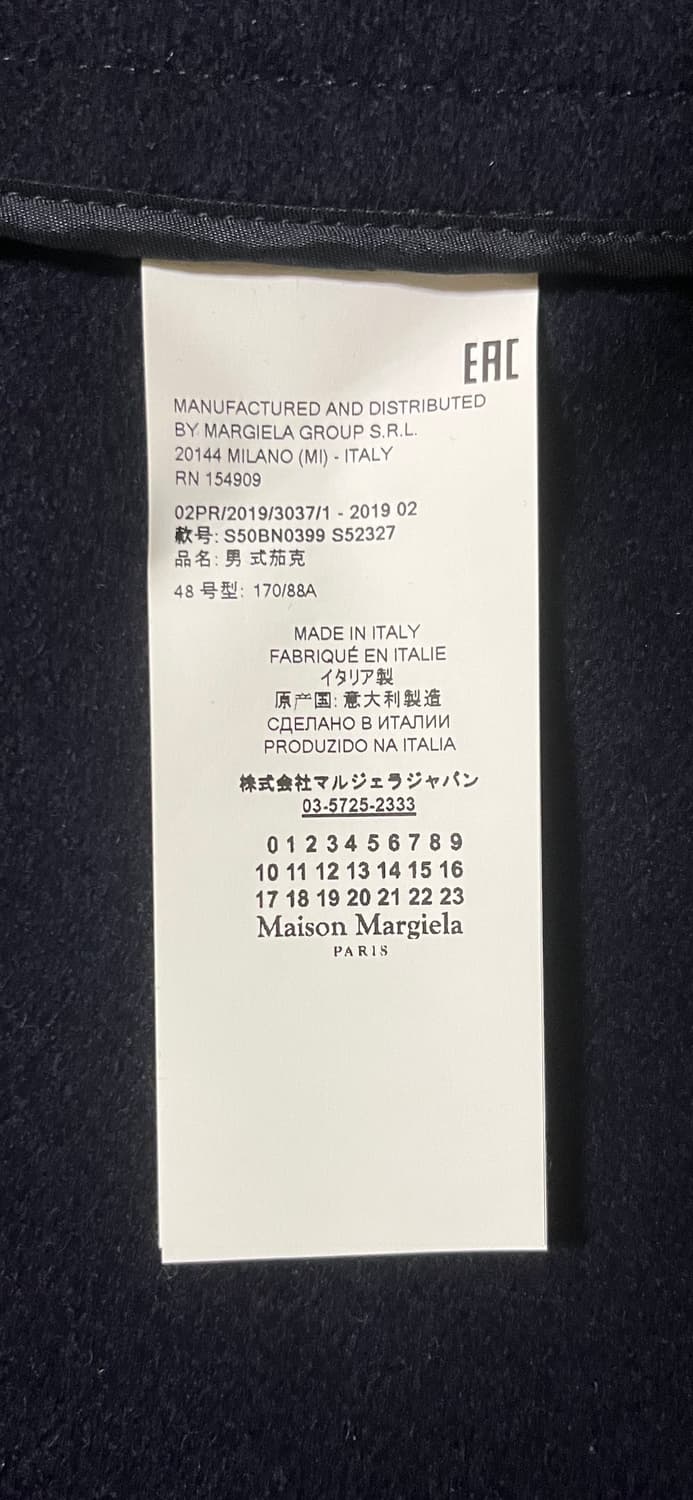 EAC
MANUFACTURED AND DISTRIBUTED
BY MARGIELA GROUP S.R.L.
20144 MILANO (MI) - ITALY
RN 154909
02PR/2019/3037/1 - 2019 02
款号: S50BN0399 S52327
品名: 男 式茄克
48 号型: 170/88A
MADE IN ITALY
FABRIQUÉ EN ITALIE
イタリア製
原产国: 意大利製造
СДЕЛАНО В ИТАЛИИ
PRODUZIDO NA ITALIA
株式会社マルジェラジャパン
03-5725-2333
0 1 2 3 4 5 6 7 8 9
10 11 12 13 14 15 16
17 18 19 20 21 22 23
Maison Margiela
PARIS